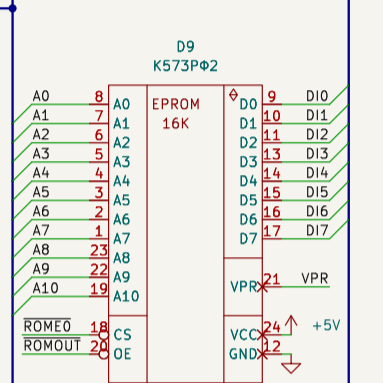 D9
К573РФ2
A0 8 A0 EPROM D0 9 DI0
A1 7 A1 16K D1 10 DI1
A2 6 A2 D2 11 DI2
A3 5 A3 D3 13 DI3
A4 4 A4 D4 14 DI4
A5 3 A5 D5 15 DI5
A6 2 A6 D6 16 DI6
A7 1 A7 D7 17 DI7
A8 23 A8
A9 22 A9 VPR 21 VPR
A10 19 A10
ROME0 18 CS VCC 24 +5V
ROMOUT 20 OE GND 12